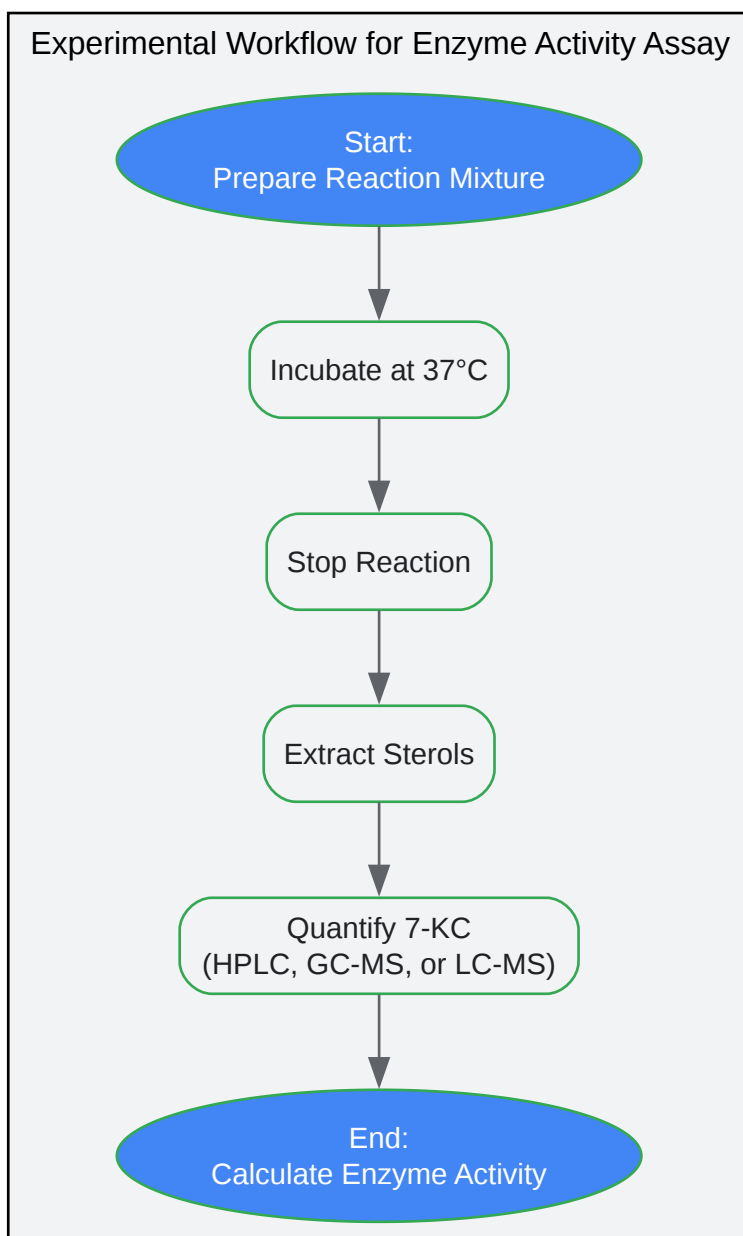 Experimental Workflow for Enzyme Activity Assay
Start:
Prepare Reaction Mixture
Incubate at 37°C
Stop Reaction
Extract Sterols
Quantify 7-KC
(HPLC, GC-MS, or LC-MS)
End:
Calculate Enzyme Activity